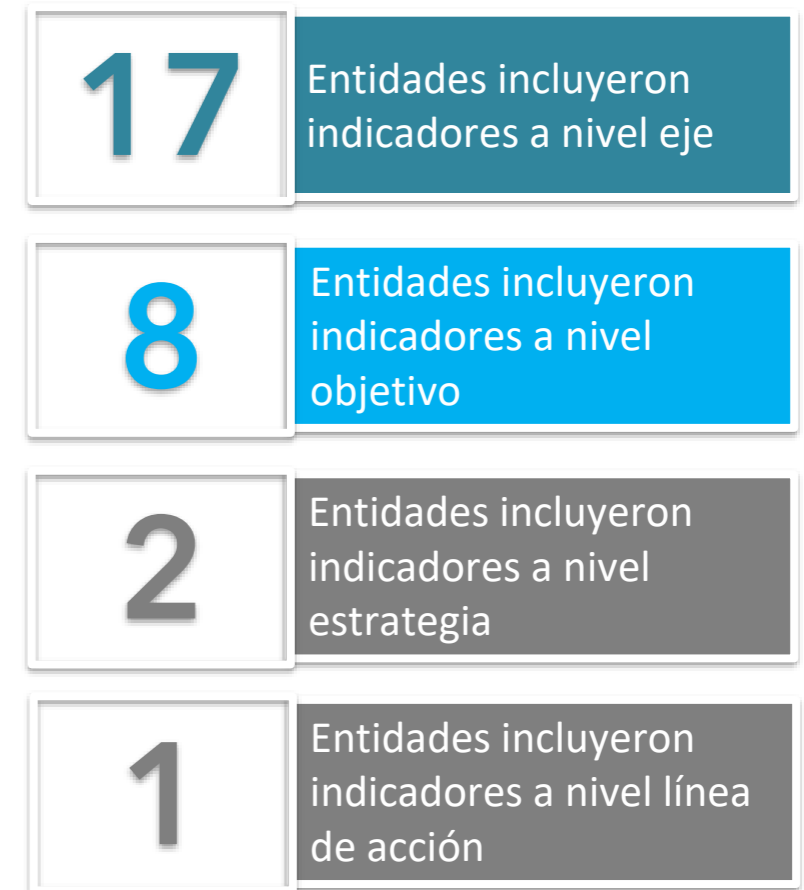 17
Entidades incluyeron
indicadores a nivel eje
8
Entidades incluyeron
indicadores a nivel
objetivo
2
Entidades incluyeron
indicadores a nivel
estrategia
1
Entidades incluyeron
indicadores a nivel línea
de acción